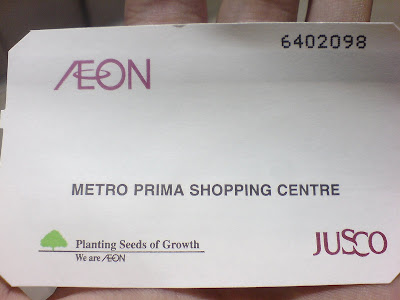 6402098
ÆON
METRO PRIMA SHOPPING CENTRE
Planting Seeds of Growth
We are ÆON
JUSCO